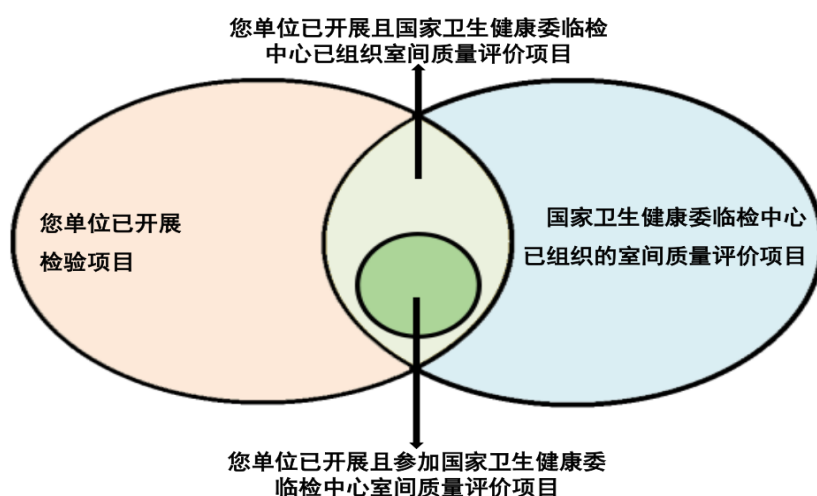 您单位已开展且国家卫生健康委临检
中心已组织室间质量评价项目
您单位已开展
检验项目
国家卫生健康委临检中心
已组织的室间质量评价项目
您单位已开展且参加国家卫生健康委
临检中心室间质量评价项目